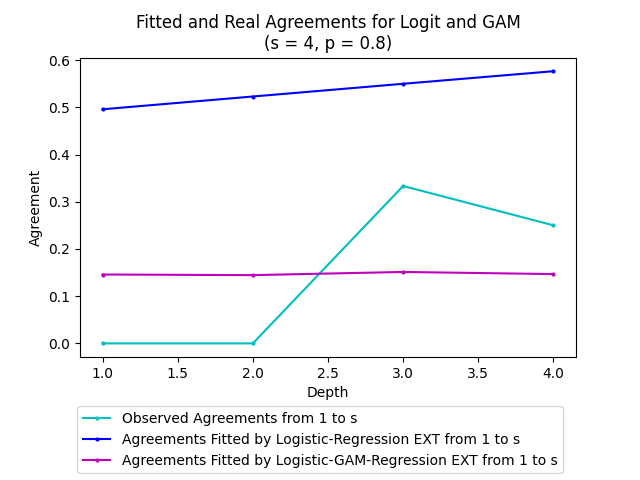 Fitted and Real Agreements for Logit and GAM
(s = 4, p = 0.8)
0.6
0.5
0.4
0.3
0.2
0.1
0.0
Agreement
1.0 1.5 2.0 2.5 3.0 3.5 4.0
Depth
Observed Agreements from 1 to s
Agreements Fitted by Logistic-Regression EXT from 1 to s
Agreements Fitted by Logistic-GAM-Regression EXT from 1 to s